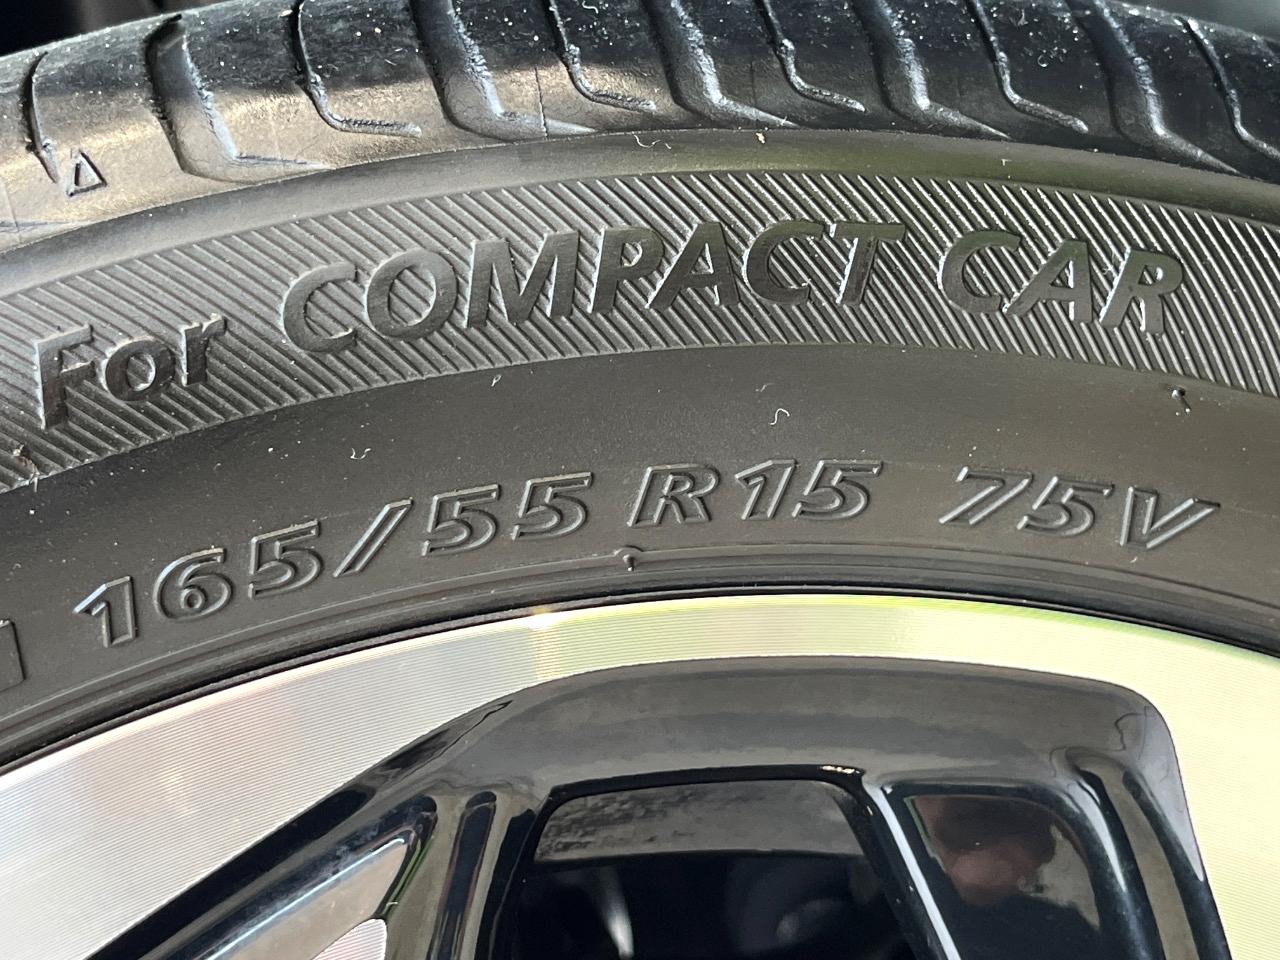 For COMPACT CAR
165/55 R15 75V